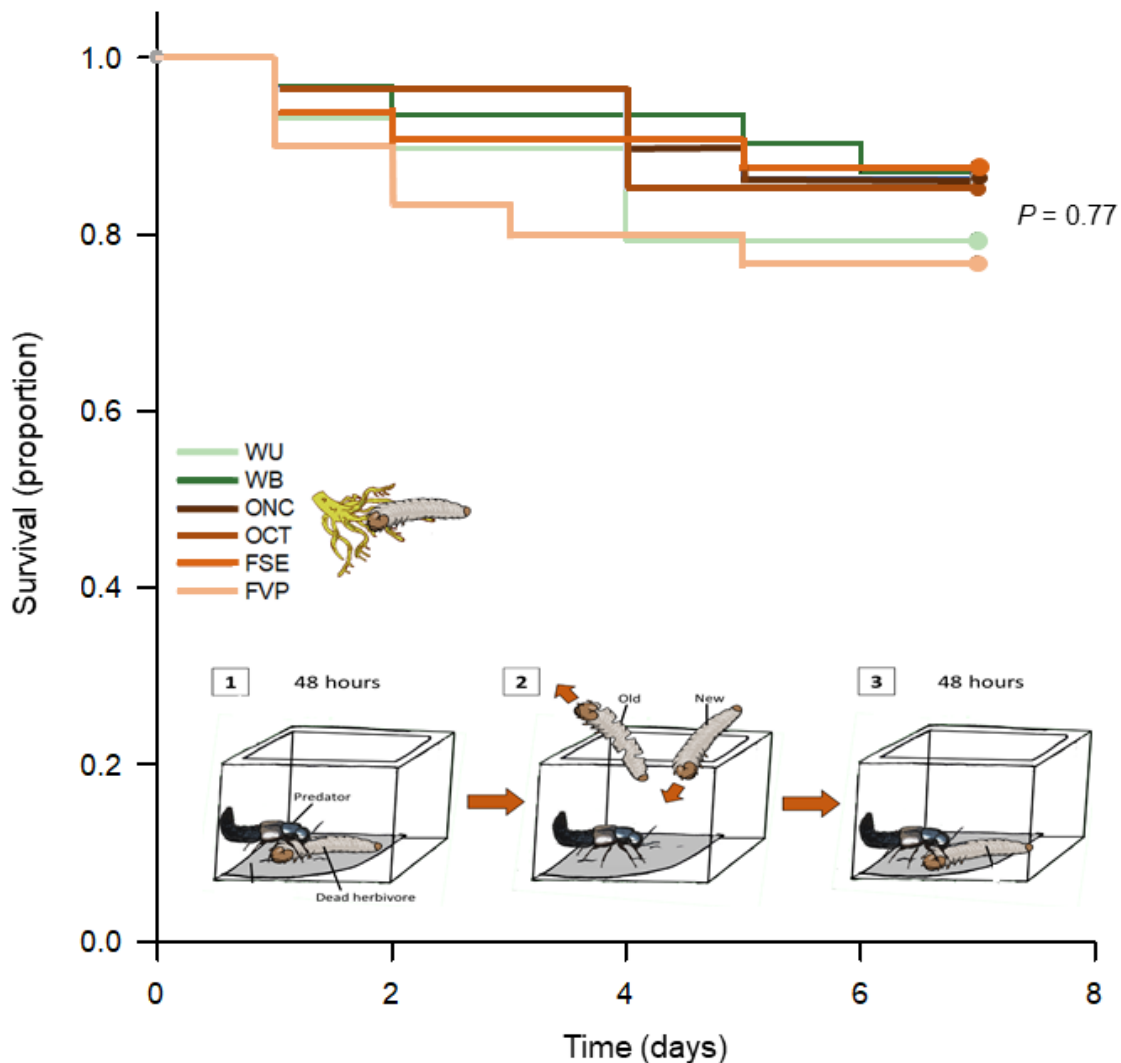 1.0
0.8
0.6
0.4
0.2
0.0
Survival (proportion)
P = 0.77
WU
WB
ONC
OCT
FSE
FVP
1 48 hours
2
3 48 hours
Old
New
Predator
Dead herbivore
0 2 4 6 8
Time (days)